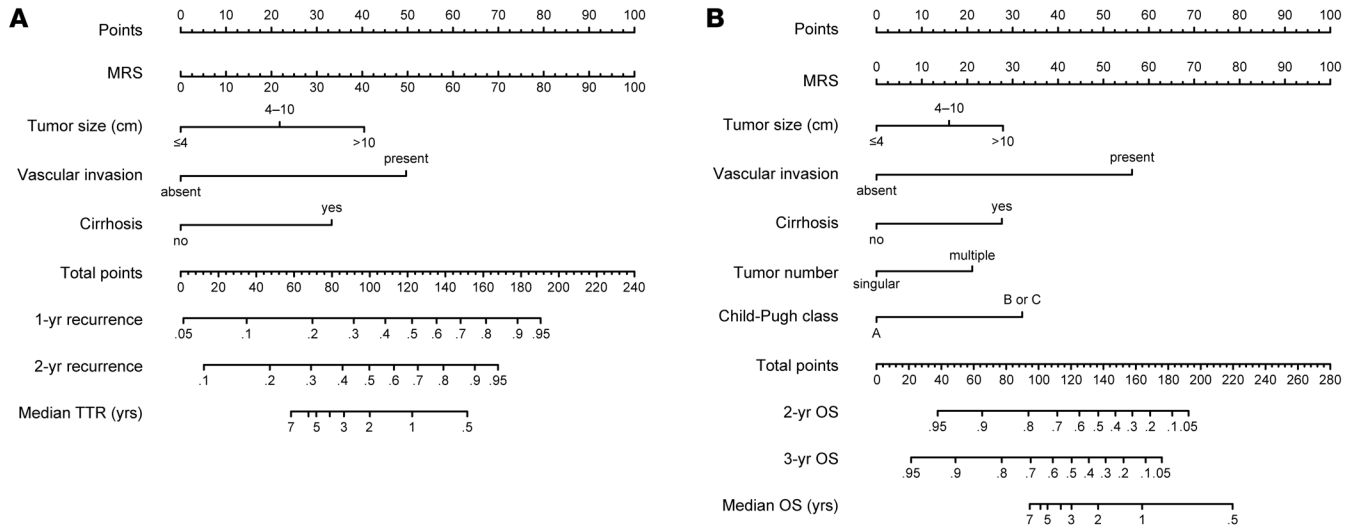 A
Points
0 10 20 30 40 50 60 70 80 90 100
MRS
0 10 20 30 40 50 60 70 80 90 100
4–10
Tumor size (cm)
≤4 >10
present
Vascular invasion
absent
yes
Cirrhosis
no
Total points
0 20 40 60 80 100 120 140 160 180 200 220 240
1-yr recurrence
.05 .1 .2 .3 .4 .5 .6 .7 .8 .9 .95
2-yr recurrence
.1 .2 .3 .4 .5 .6 .7 .8 .9 .95
Median TTR (yrs)
7 5 3 2 1 .5
B
Points
0 10 20 30 40 50 60 70 80 90 100
MRS
0 10 20 30 40 50 60 70 80 90 100
4–10
Tumor size (cm)
≤4 >10
present
Vascular invasion
absent
yes
Cirrhosis
no
multiple
Tumor number
singular
B or C
Child-Pugh class
A
Total points
0 20 40 60 80 100 120 140 160 180 200 220 240 260 280
2-yr OS
.95 .9 .8 .7 .6 .5 .4 .3 .2 .1 .05
3-yr OS
.95 .9 .8 .7 .6 .5 .4 .3 .2 .1 .05
Median OS (yrs)
7 5 3 2 1 .5